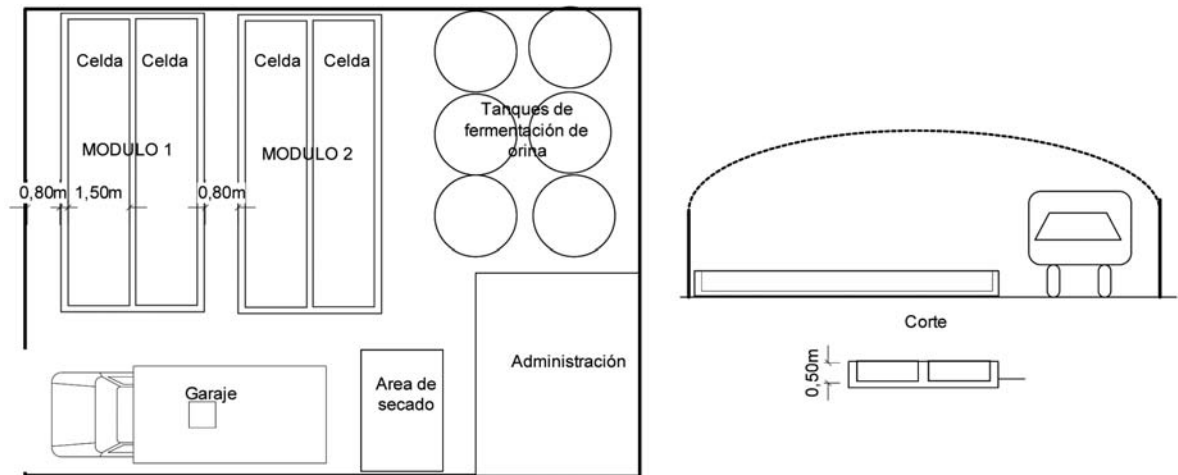 Celda Celda
Celda Celda
MODULO 1
MODULO 2
Tanques de
fermentación de
orina
0,80m
1,50m
0,80m
Garaje
Area de
secado
Administración
Corte
0,50m